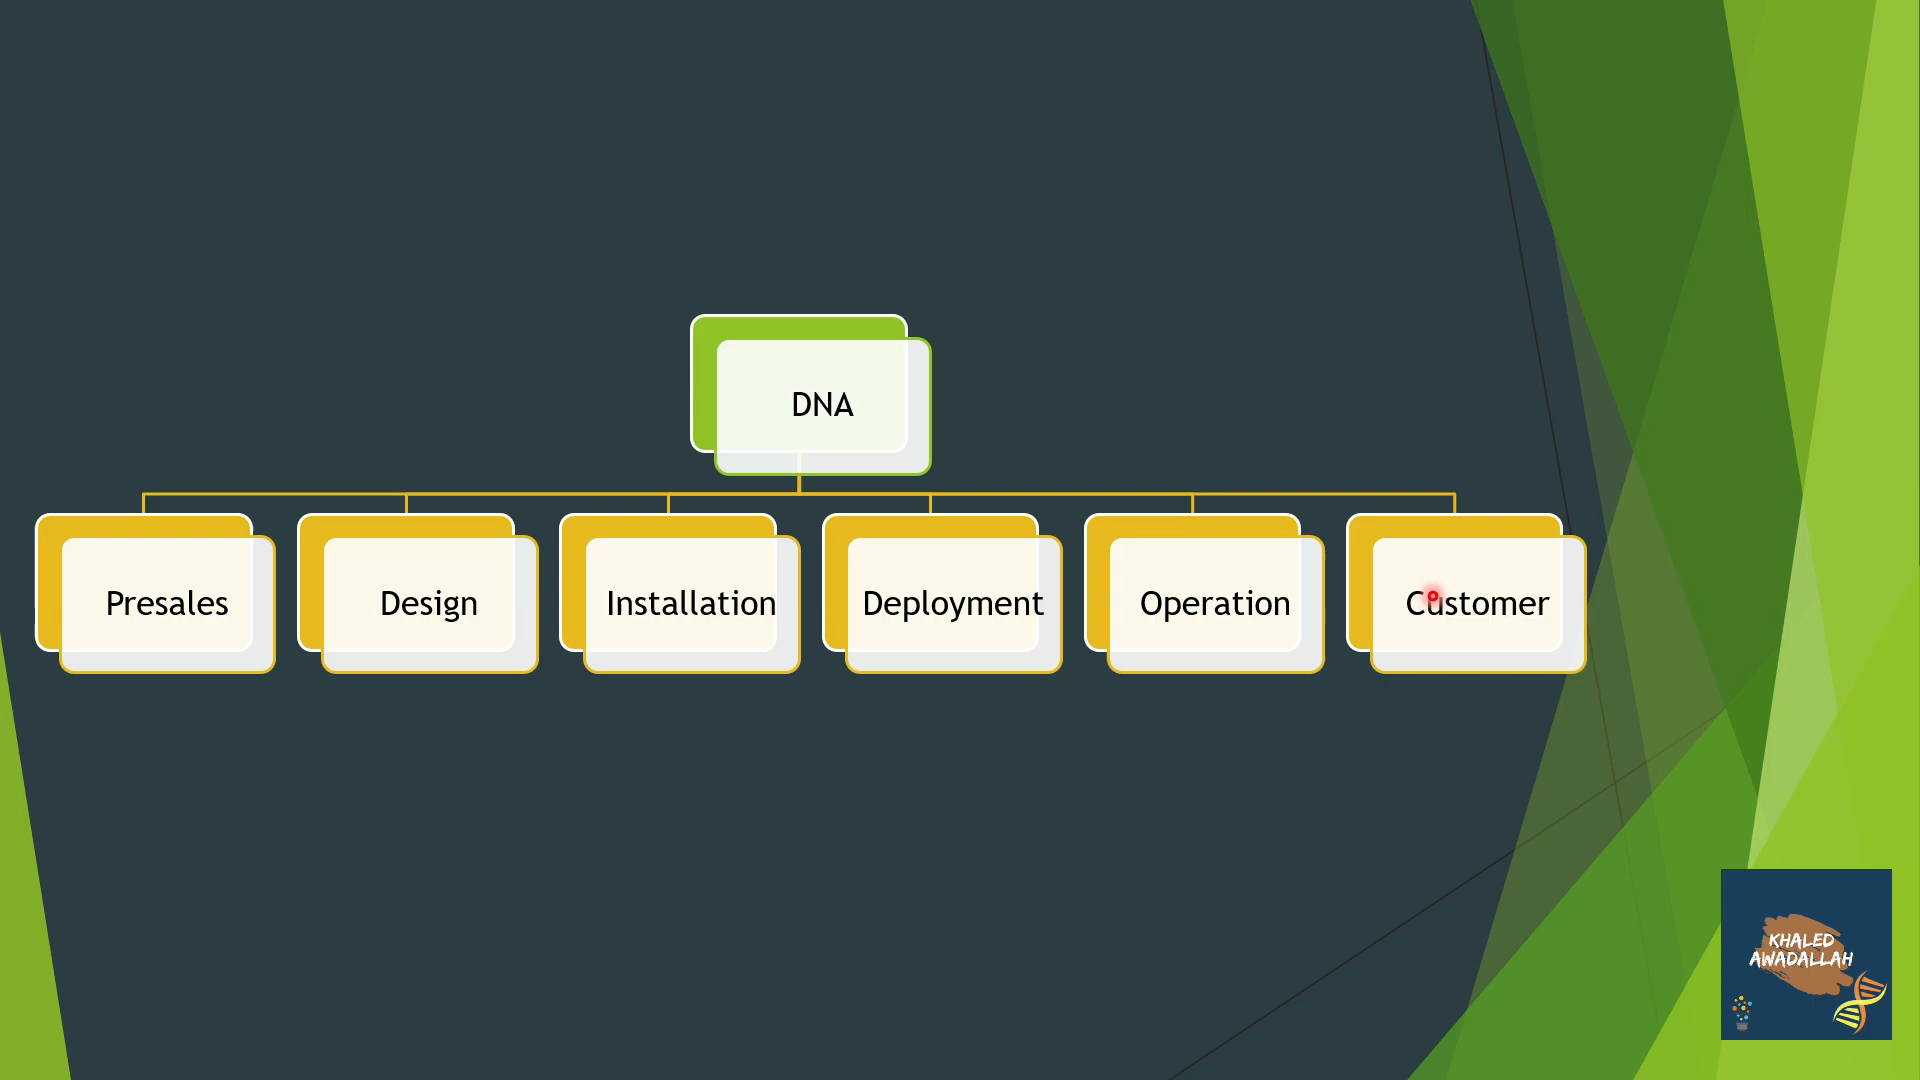 DNA
Presales
Design
Installation
Deployment
Operation
Customer
KHALED
AWADALLAH